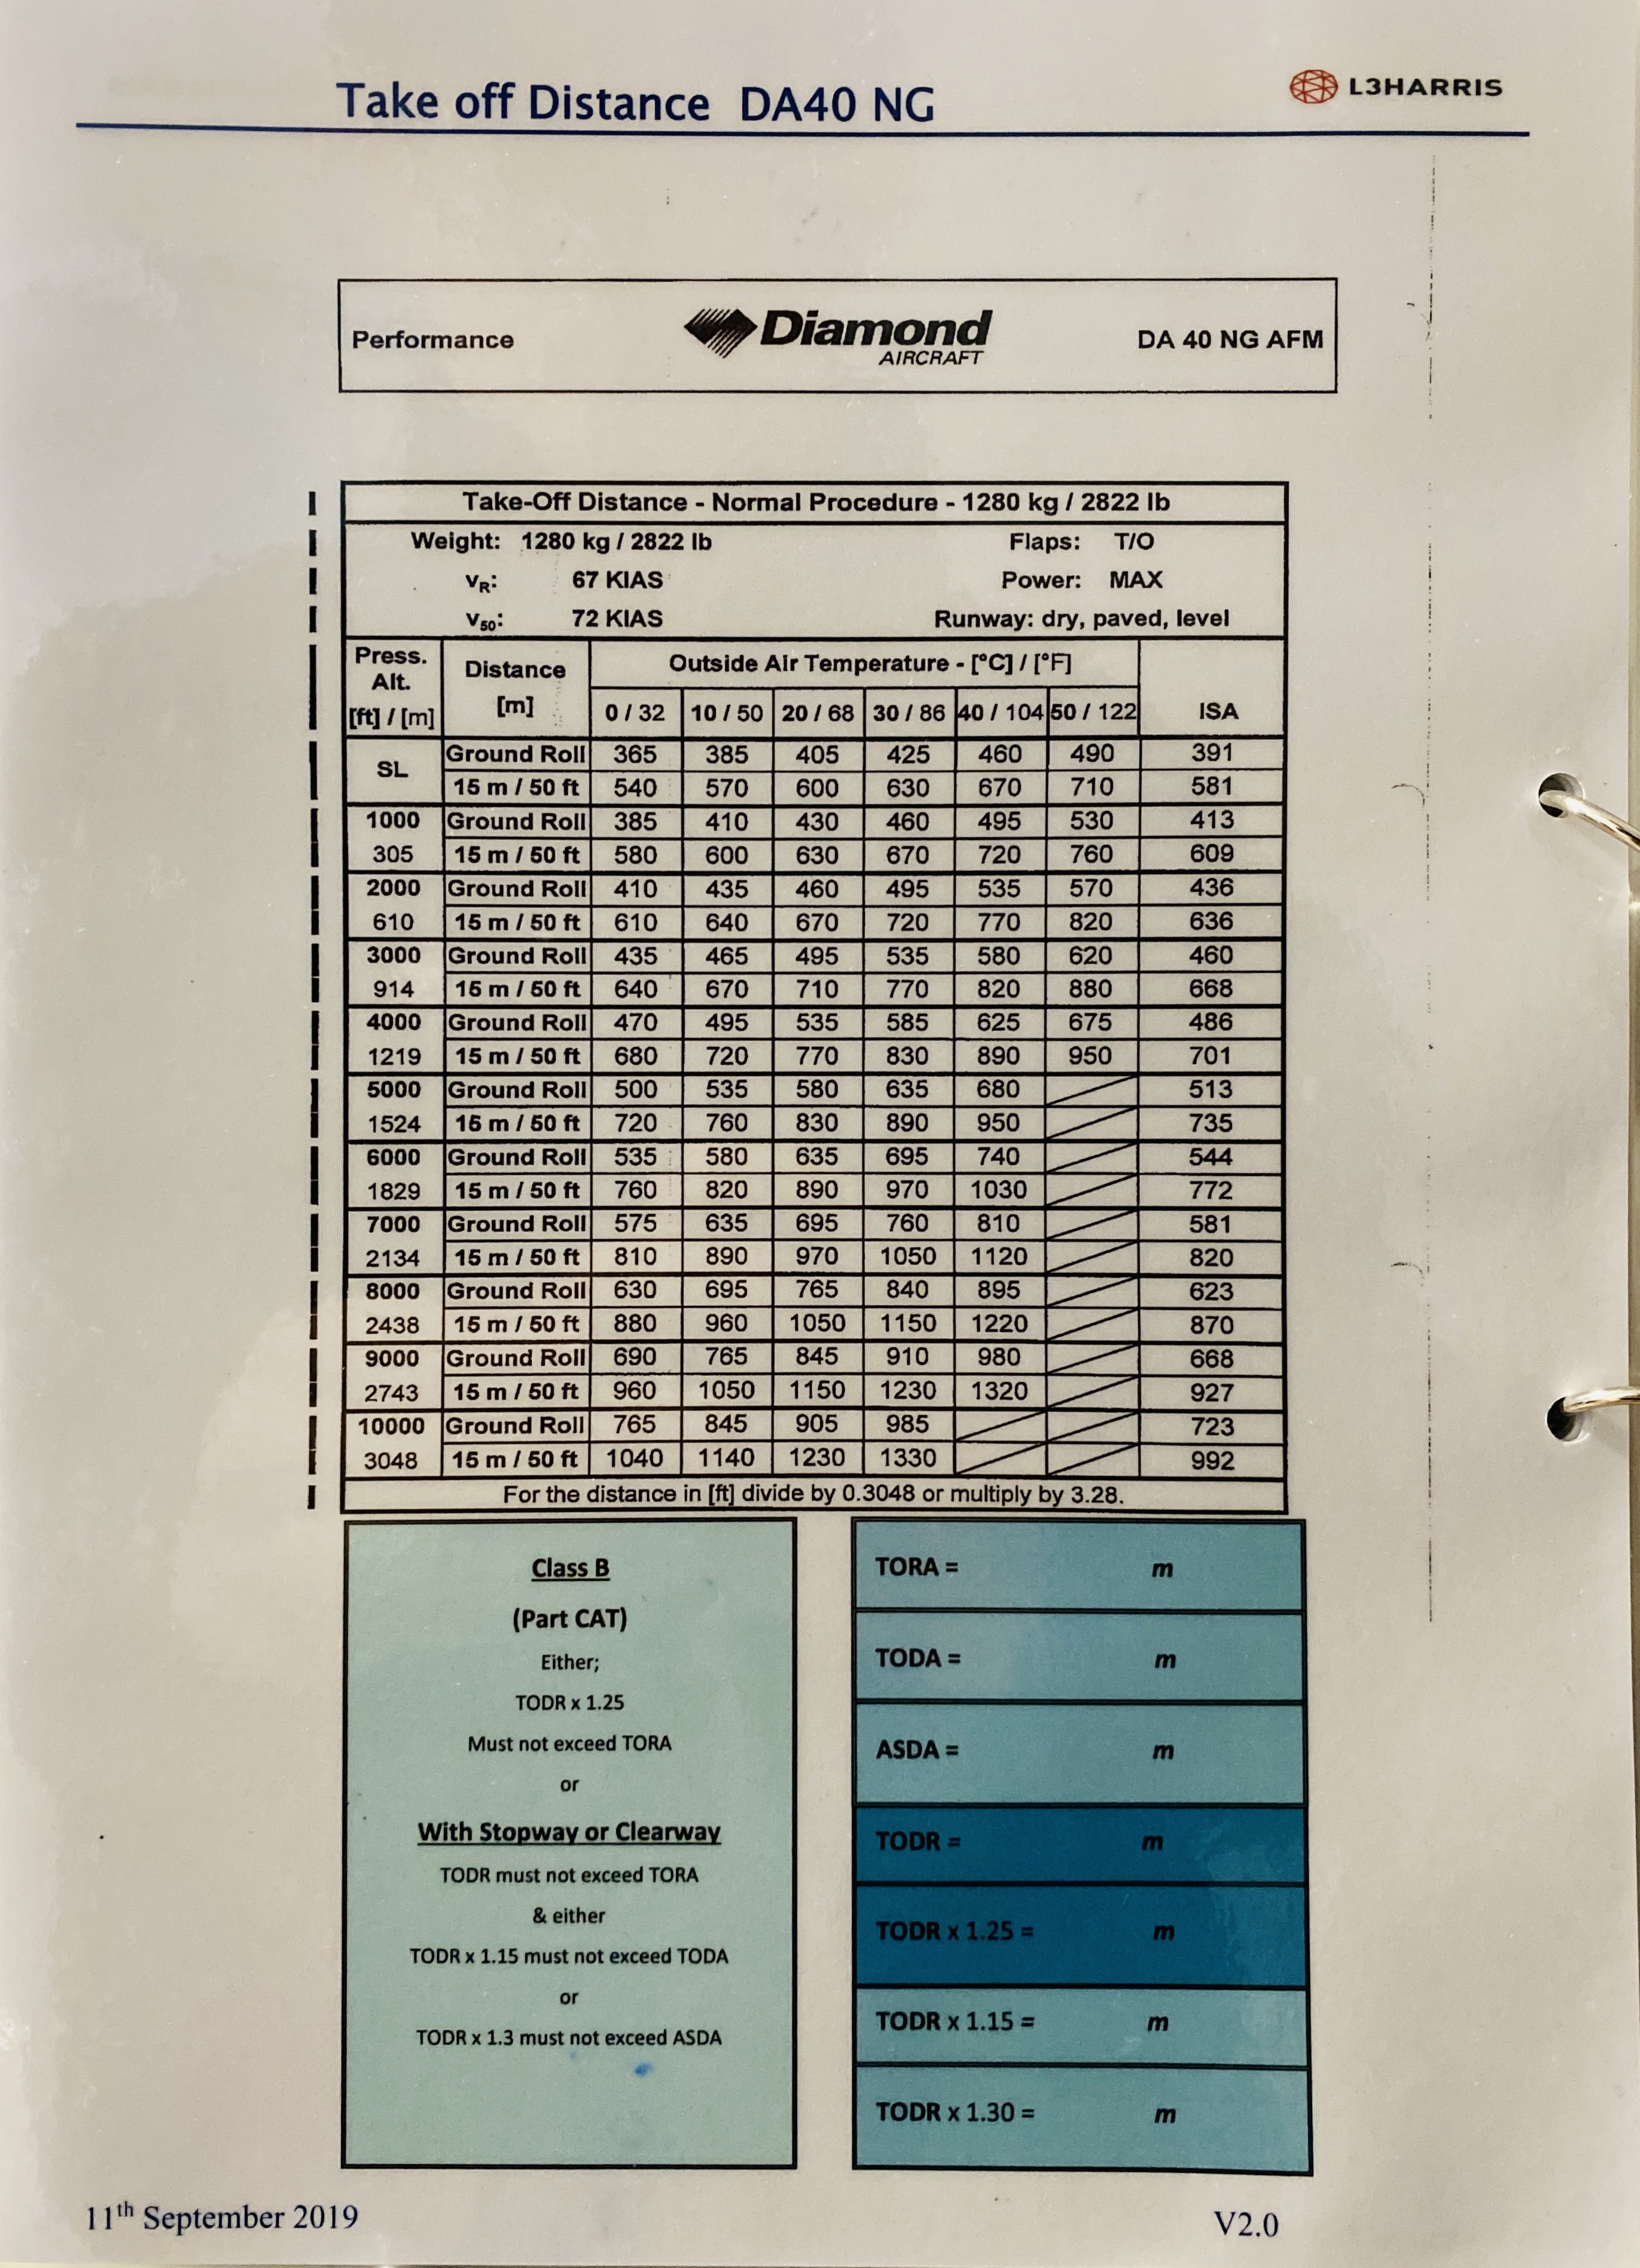 Take off Distance DA40 NG
L3HARRIS
Performance
Diamond
AIRCRAFT
DA 40 NG AFM
Take-Off Distance - Normal Procedure - 1280 kg / 2822 lb
Weight: 1280 kg / 2822 lb Flaps: T/O
VR: 67 KIAS Power: MAX
V50: 72 KIAS Runway: dry, paved, level
Press. Alt. [ft] / [m] Distance [m] Outside Air Temperature - [°C] / [°F] ISA
0 / 32 10 / 50 20 / 68 30 / 86 40 / 104 50 / 122
SL Ground Roll 365 385 405 425 460 490 391
15 m / 50 ft 540 570 600 630 670 710 581
1000 Ground Roll 385 410 430 460 495 530 413
305 15 m / 50 ft 580 600 630 670 720 760 609
2000 Ground Roll 410 435 460 495 535 570 436
610 15 m / 50 ft 610 640 670 720 770 820 636
3000 Ground Roll 435 465 495 535 580 620 460
914 15 m / 50 ft 640 670 710 770 820 880 668
4000 Ground Roll 470 495 535 585 625 675 486
1219 15 m / 50 ft 680 720 770 830 890 950 701
5000 Ground Roll 500 535 580 635 680 513
1524 15 m / 50 ft 720 760 830 890 950 735
6000 Ground Roll 535 580 635 695 740 544
1829 15 m / 50 ft 760 820 890 970 1030 772
7000 Ground Roll 575 635 695 760 810 581
2134 15 m / 50 ft 810 890 970 1050 1120 820
8000 Ground Roll 630 695 765 840 895 623
2438 15 m / 50 ft 880 960 1050 1150 1220 870
9000 Ground Roll 690 765 845 910 980 668
2743 15 m / 50 ft 960 1050 1150 1230 1320 927
10000 Ground Roll 765 845 905 985 723
3048 15 m / 50 ft 1040 1140 1230 1330 992
For the distance in [ft] divide by 0.3048 or multiply by 3.28.
Class B
(Part CAT)
Either;
TODR x 1.25
Must not exceed TORA
or
With Stopway or Clearway
TODR must not exceed TORA
& either
TODR x 1.15 must not exceed TODA
or
TODR x 1.3 must not exceed ASDA
TORA = m
TODA = m
ASDA = m
TODR = m
TODR x 1.25 = m
TODR x 1.15 = m
TODR x 1.30 = m
11th September 2019
V2.0